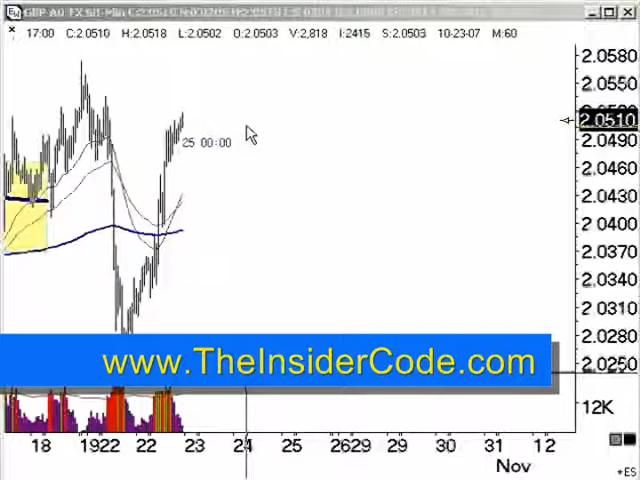 17:00 C:2.0510 H:2.0518 L:2.0502 O:2.0503 V:2,818 I:2415 S:2.0503 10-23-07 M:60
2.0580
2.0550
2.0510
2.0490
2.0460
2.0430
2.0400
2.0370
2.0340
2.0310
2.0280
2.0250
25 00:00
www.TheInsiderCode.com
12K
18 1922 22 23 24 25 2629 29 30 31 12
Nov
+ES